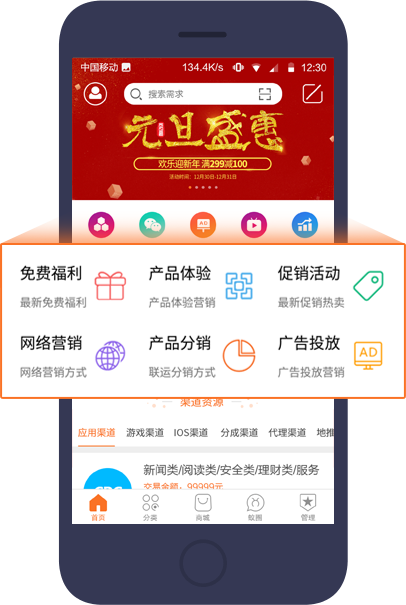 中国移动 134.4K/s 12:30
搜索需求
元旦盛惠
欢乐迎新年 满299减100
活动时间：12月30日-12月31日
AD
免费福利 产品体验 促销活动
最新免费福利 产品体验营销 最新促销热卖
网络营销 产品分销 广告投放
AD
网络营销方式 联运分销方式 广告投放营销
渠道资源
应用渠道 游戏渠道 IOS渠道 分成渠道 代理渠道 地推
新闻类/阅读类/安全类/理财类/服务
交易金额：99999元
首页 分类 商城 蚁圈 管理